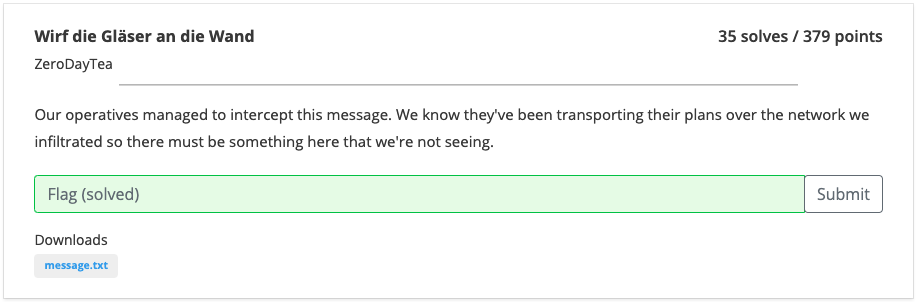 Wirf die Gläser an die Wand
35 solves / 379 points
ZeroDayTea
Our operatives managed to intercept this message. We know they've been transporting their plans over the network we
infiltrated so there must be something here that we're not seeing.
Flag (solved)
Submit
Downloads
message.txt